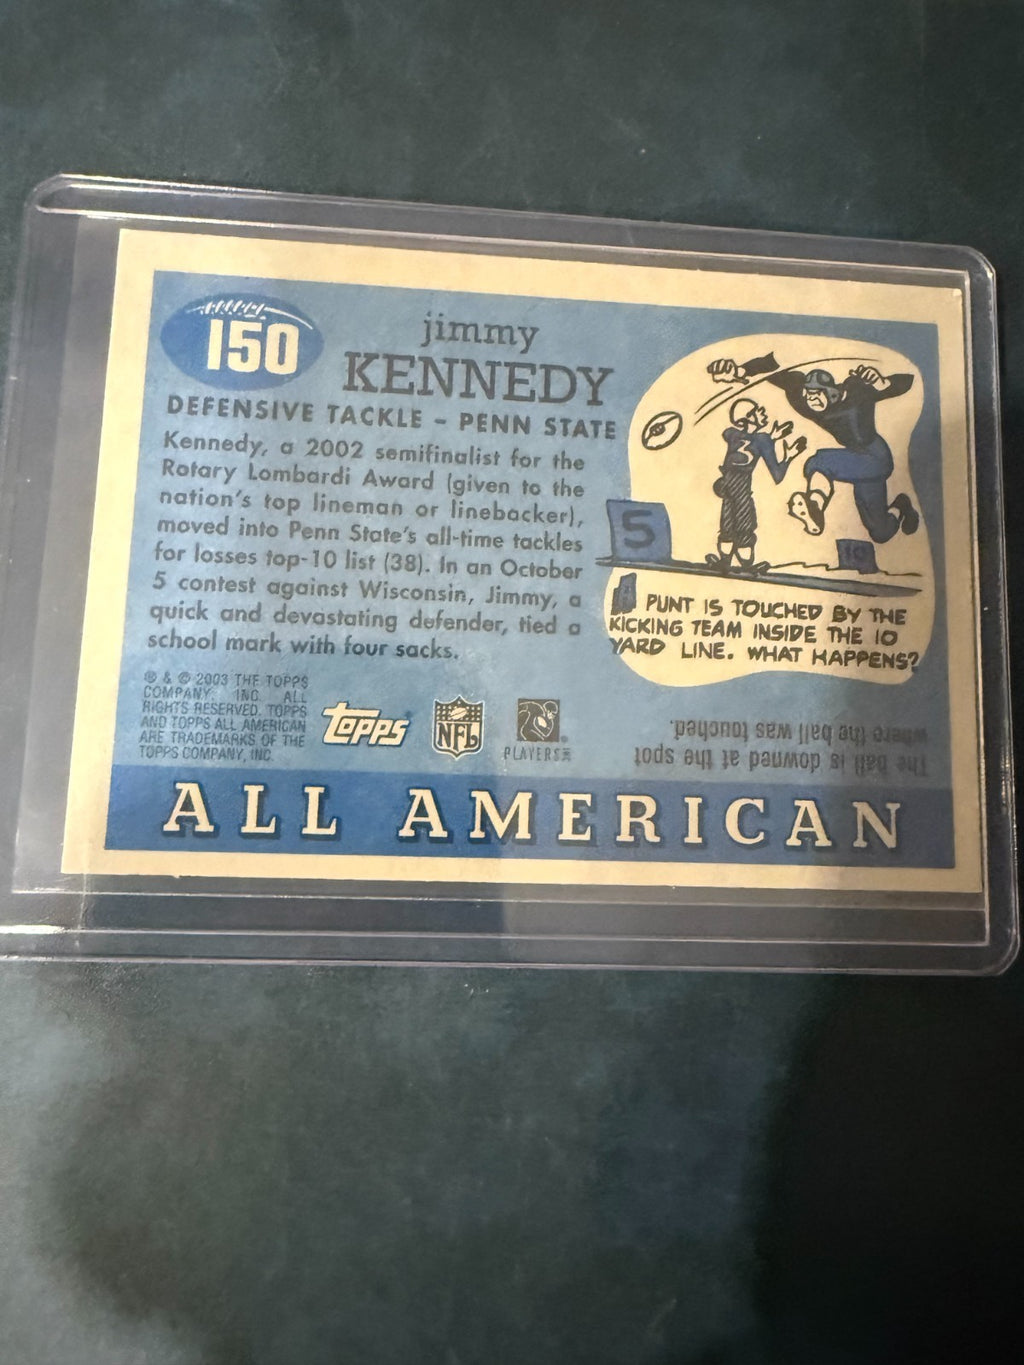 150
jimmy
KENNEDY
DEFENSIVE TACKLE – PENN STATE
Kennedy, a 2002 semifinalist for the
Rotary Lombardi Award (given to the
nation's top lineman or linebacker),
moved into Penn State's all-time tackles
for losses top-10 list (38). In an October
5 contest against Wisconsin, Jimmy, a
quick and devastating defender, tied a
school mark with four sacks.
3
5
10
A PUNT IS TOUCHED BY THE
KICKING TEAM INSIDE THE 10
YARD LINE. WHAT HAPPENS?
The ball is downed at the spot
where the ball was touched.
® & © 2003 THE TOPPS
COMPANY, INC. ALL
RIGHTS RESERVED. TOPPS
AND TOPPS ALL AMERICAN
ARE TRADEMARKS OF THE
TOPPS COMPANY, INC.
topps
NFL
PLAYERS INC
ALL AMERICAN